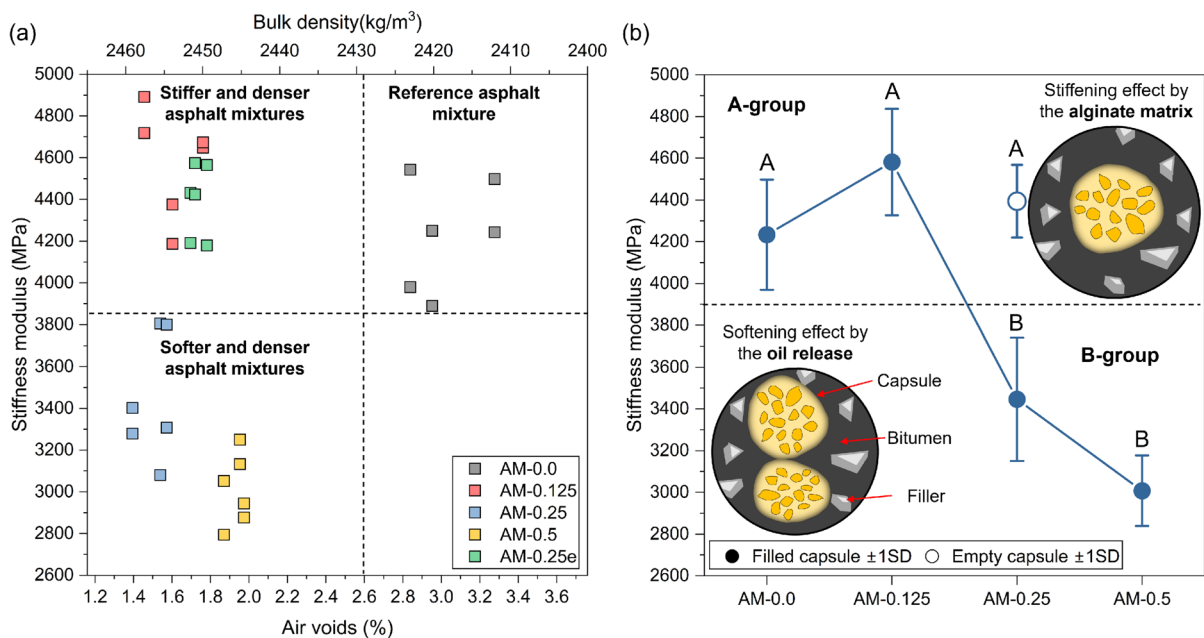 (a)
Bulk density(kg/m³)
2460 2450 2440 2430 2420 2410 2400
Stiffness modulus (MPa)
5000
4800
4600
4400
4200
4000
3800
3600
3400
3200
3000
2800
2600
Stiffer and denser
asphalt mixtures
Reference asphalt
mixture
Softer and denser
asphalt mixtures
AM-0.0
AM-0.125
AM-0.25
AM-0.5
AM-0.25e
1.2 1.4 1.6 1.8 2.0 2.2 2.4 2.6 2.8 3.0 3.2 3.4 3.6
Air voids (%)
(b)
Stiffness modulus (MPa)
5000
4800
4600
4400
4200
4000
3800
3600
3400
3200
3000
2800
2600
A-group
A
A
A
Stiffening effect by
the alginate matrix
Softening effect by
the oil release
Capsule
Bitumen
Filler
B
B-group
B
Filled capsule ±1SD
Empty capsule ±1SD
AM-0.0 AM-0.125 AM-0.25 AM-0.5